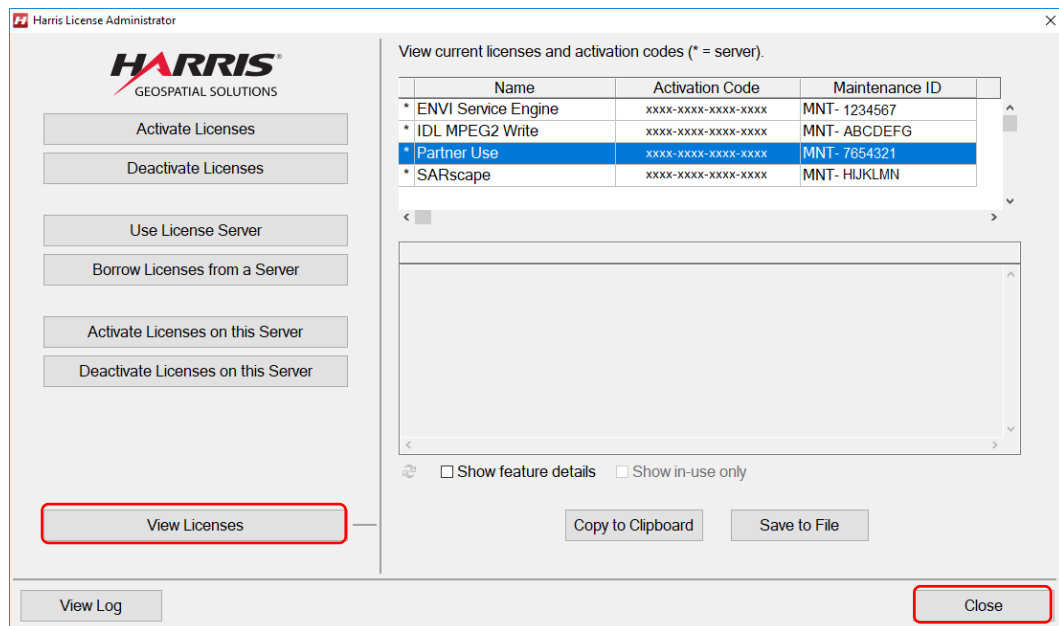 Harris License Administrator
HARRIS®
GEOSPATIAL SOLUTIONS
Activate Licenses
Deactivate Licenses
Use License Server
Borrow Licenses from a Server
Activate Licenses on this Server
Deactivate Licenses on this Server
View Licenses
View current licenses and activation codes (* = server).
Name Activation Code Maintenance ID
* ENVI Service Engine xxxx-xxxx-xxxx-xxxx MNT- 1234567
* IDL MPEG2 Write xxxx-xxxx-xxxx-xxxx MNT- ABCDEFG
* Partner Use xxxx-xxxx-xxxx-xxxx MNT- 7654321
* SARscape xxxx-xxxx-xxxx-xxxx MNT- HIJKLMN
Show feature details Show in-use only
Copy to Clipboard Save to File
View Log Close